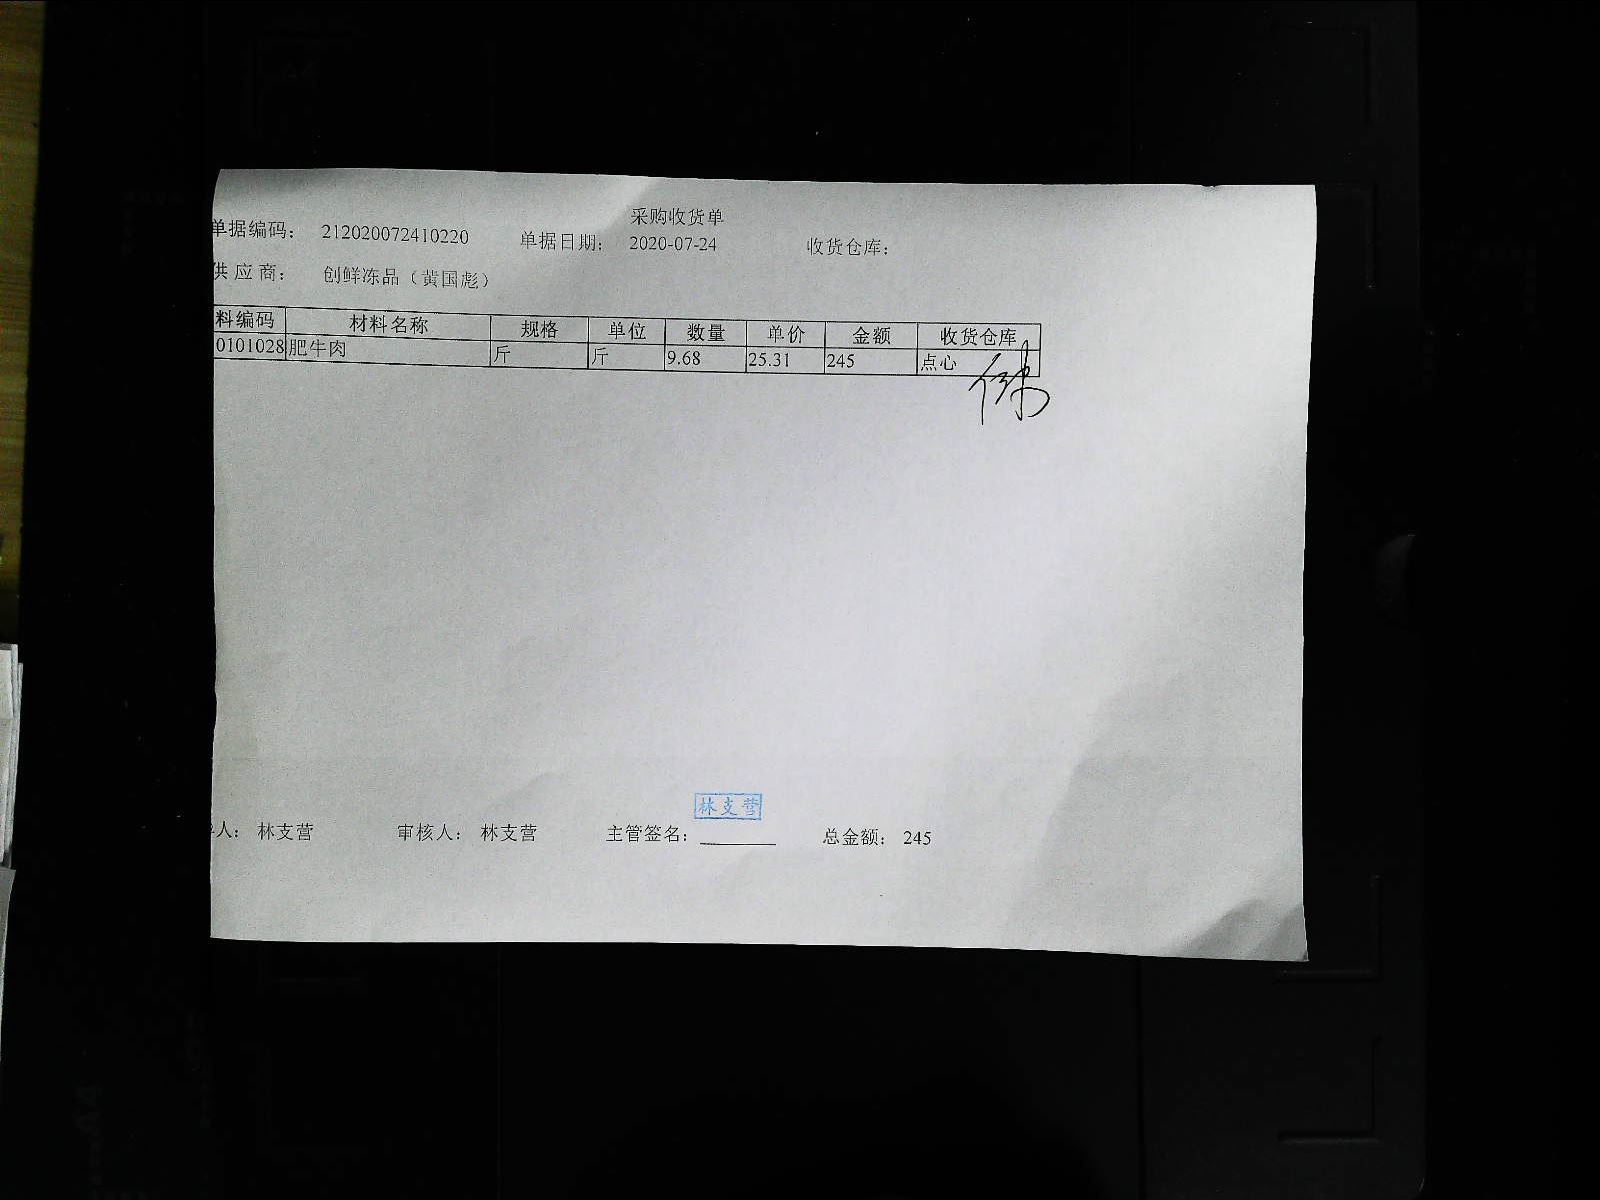 采购收货单
单据编码： 212020072410220 单据日期： 2020-07-24 收货仓库：
供应商： 创鲜冻品（黄国彪）
料编码 材料名称 规格 单位 数量 单价 金额 收货仓库
0101028 肥牛肉 斤 斤 9.68 25.31 245 点心
林支营
人： 林支营 审核人： 林支营 主管签名： 总金额： 245